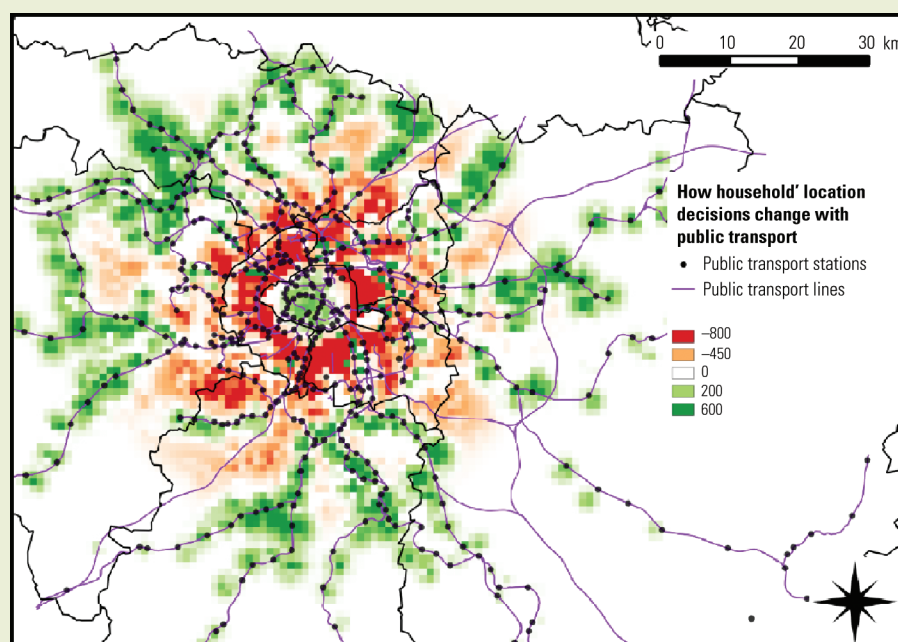 0 10 20 30 km
How household' location
decisions change with
public transport
Public transport stations
Public transport lines
–800
–450
0
200
600